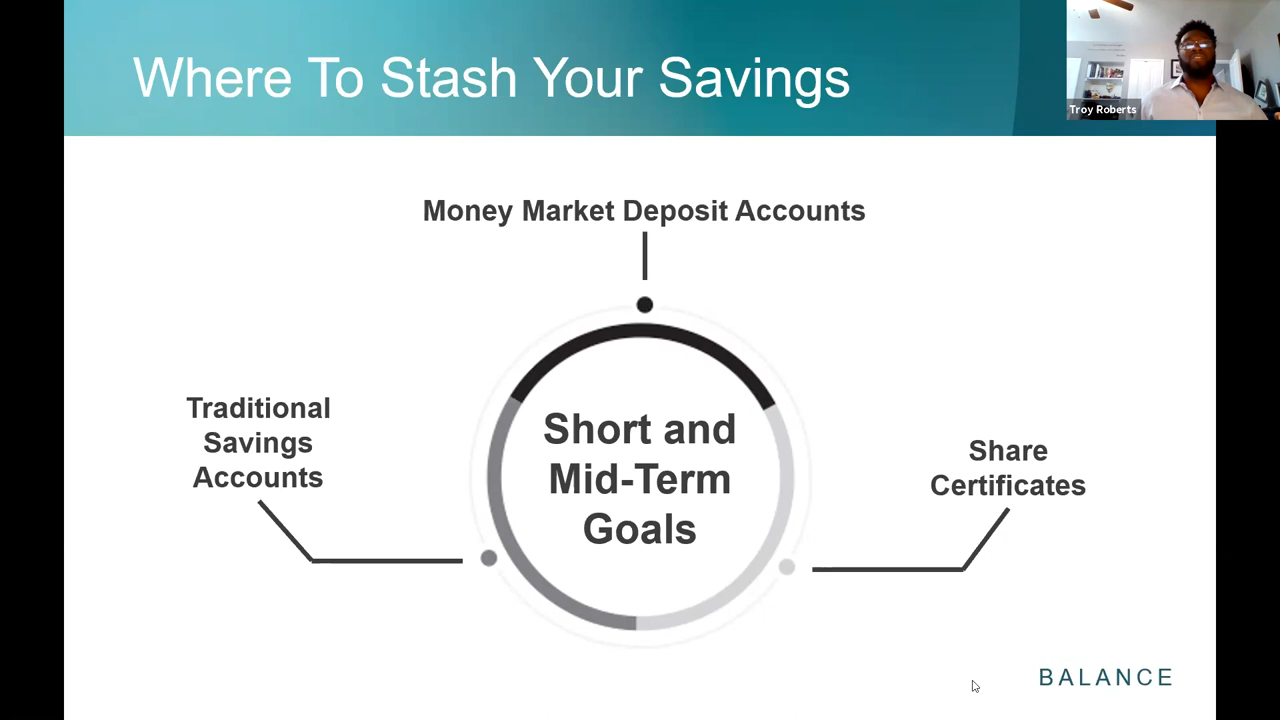 Where To Stash Your Savings
Troy Roberts
Money Market Deposit Accounts
Traditional
Savings
Accounts
Short and
Mid-Term
Goals
Share
Certificates
BALANCE